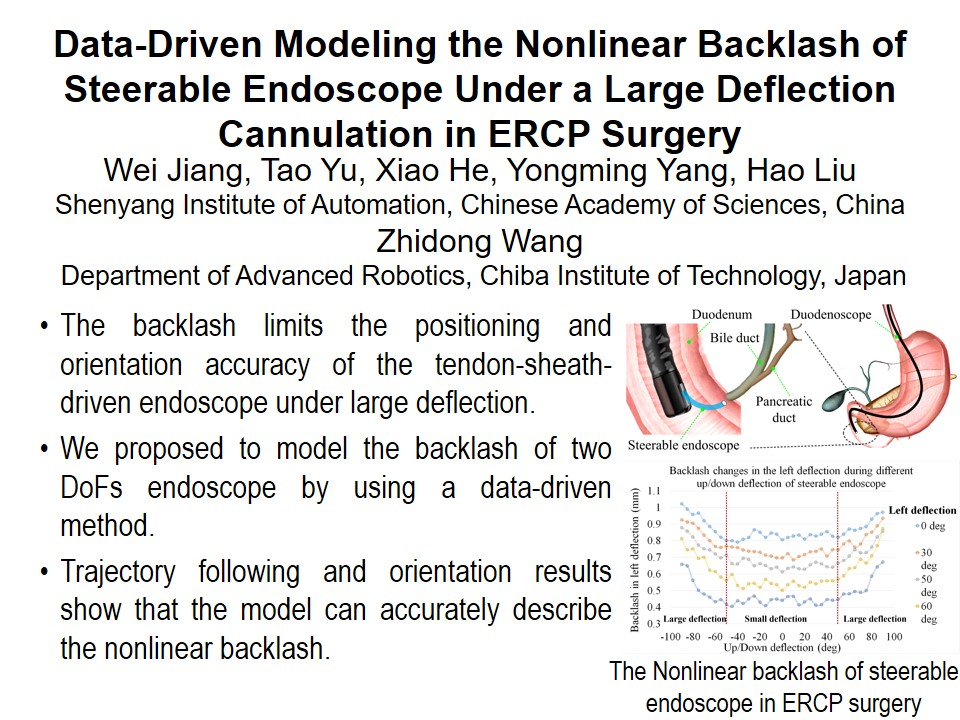 Data-Driven Modeling the Nonlinear Backlash of
Steerable Endoscope Under a Large Deflection
Cannulation in ERCP Surgery
Wei Jiang, Tao Yu, Xiao He, Yongming Yang, Hao Liu
Shenyang Institute of Automation, Chinese Academy of Sciences, China
Zhidong Wang
Department of Advanced Robotics, Chiba Institute of Technology, Japan
• The backlash limits the positioning and
orientation accuracy of the tendon-sheath-
driven endoscope under large deflection.
• We proposed to model the backlash of two
DoFs endoscope by using a data-driven
method.
• Trajectory following and orientation results
show that the model can accurately describe
the nonlinear backlash.
Duodenum
Duodenoscope
Bile duct
Pancreatic
duct
Steerable endoscope
Backlash changes in the left deflection during different
up/down deflection of steerable endoscope
Backlash in left deflection (mm)
1.1
1
0.9
0.8
0.7
0.6
0.5
0.4
0.3
Large deflection
Small deflection
Large deflection
-100 -80 -60 -40 -20 0 20 40 60 80 100
Up/Down deflection (deg)
Left deflection
0 deg
30
deg
50
deg
60
deg
The Nonlinear backlash of steerable
endoscope in ERCP surgery